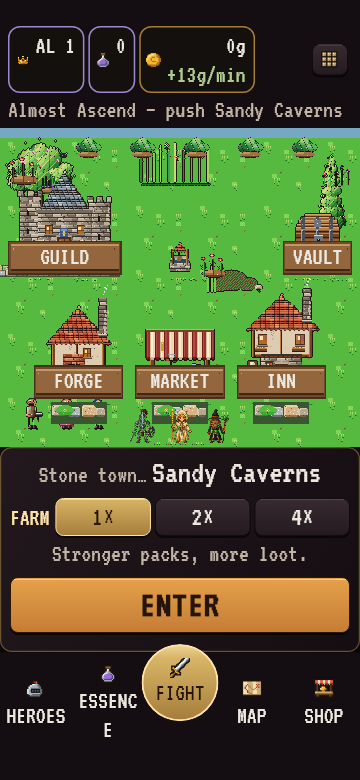 AL 1
0
0g
+13g/min
Almost Ascend – push Sandy Caverns
GUILD
VAULT
FORGE
MARKET
INN
Stone town… Sandy Caverns
FARM
1X
2X
4X
Stronger packs, more loot.
ENTER
HEROES
ESSENC
E
FIGHT
MAP
SHOP